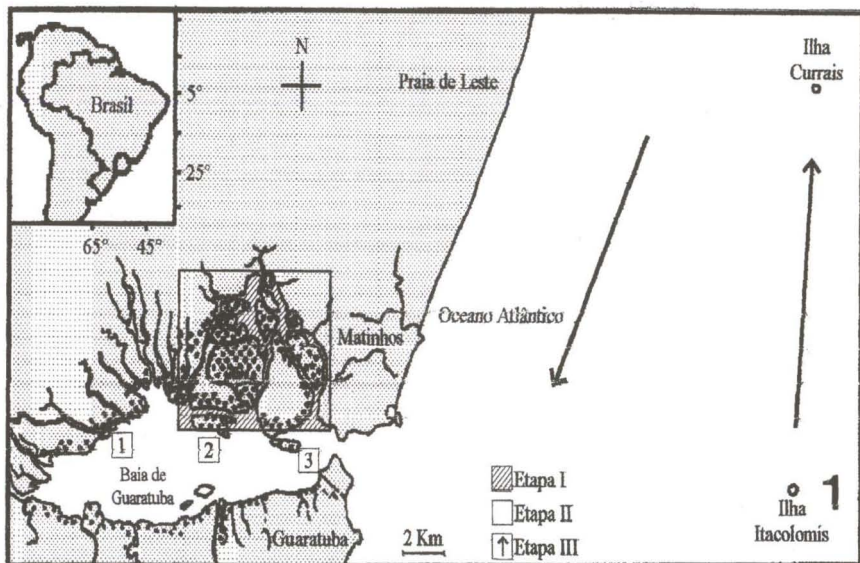 Brasil
5°
25°
65°
45°
N
Praia de Leste
Ilha
Currais
Oceano Atlântico
Matinhos
1
2
3
Baia de
Guaratuba
Guaratuba
Etapa I
Etapa II
Etapa III
2 Km
Ilha
Itacolomis
1